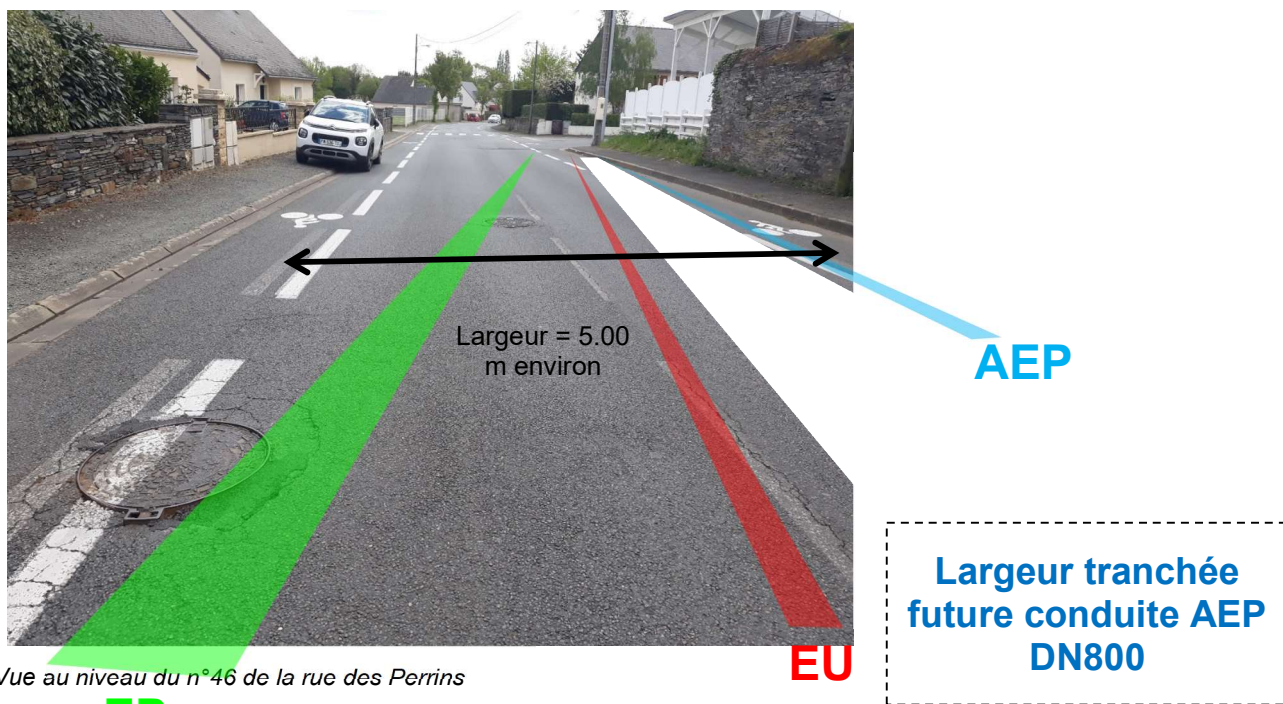 Largeur = 5.00
m environ
AEP
Largeur tranchée
future conduite AEP
DN800
EU
Vue au niveau du n°46 de la rue des Perrins